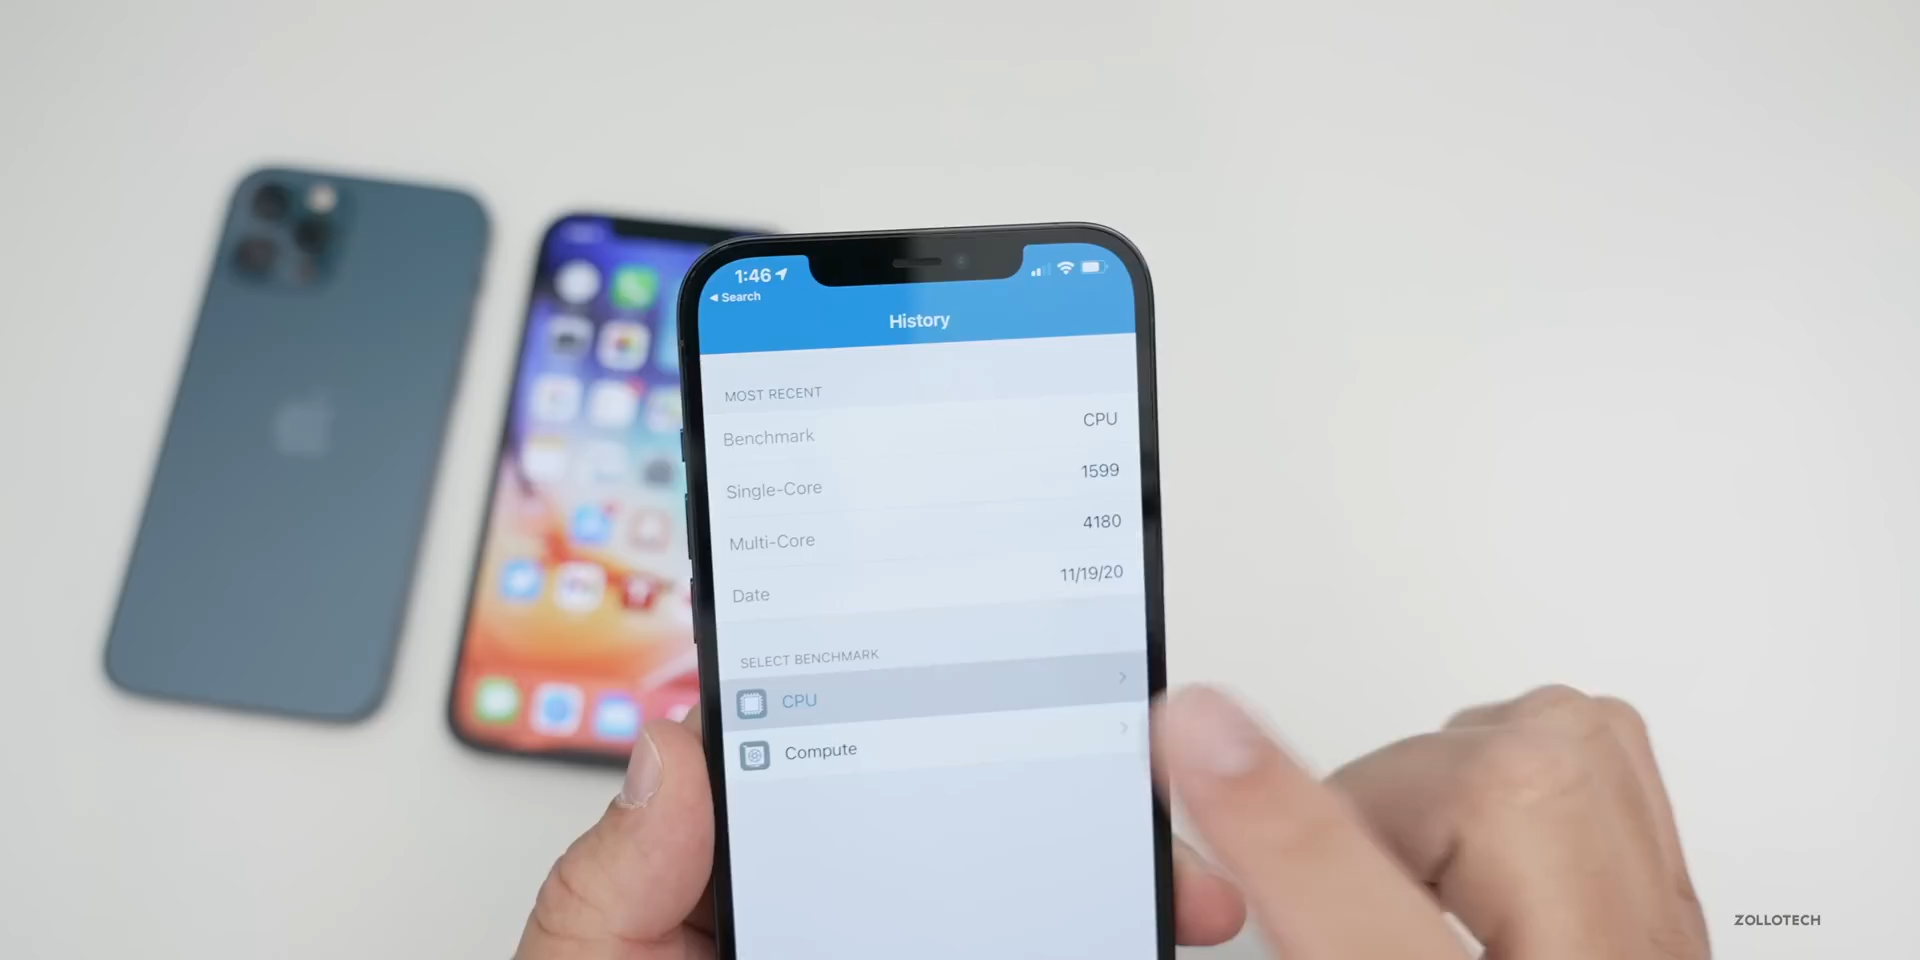 1:46
Search
History
MOST RECENT
Benchmark CPU
Single-Core 1599
Multi-Core 4180
Date 11/19/20
SELECT BENCHMARK
CPU
Compute
ZOLLOTECH